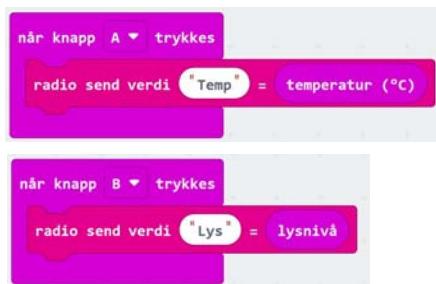 når knapp A trykkes
radio send verdi "Temp" = temperatur (°C)
når knapp B trykkes
radio send verdi "Lys" = lysnivå